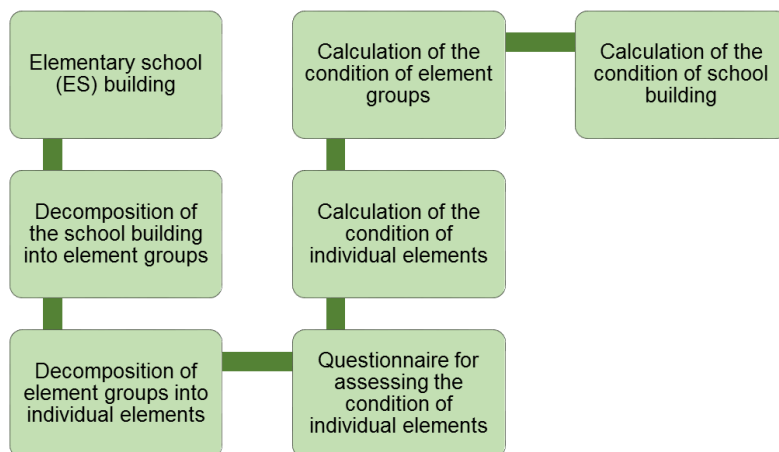 Elementary school
(ES) building
Decomposition of
the school building
into element groups
Decomposition of
element groups into
individual elements
Questionnaire for
assessing the
condition of
individual elements
Calculation of the
condition of
individual elements
Calculation of the
condition of element
groups
Calculation of the
condition of school
building